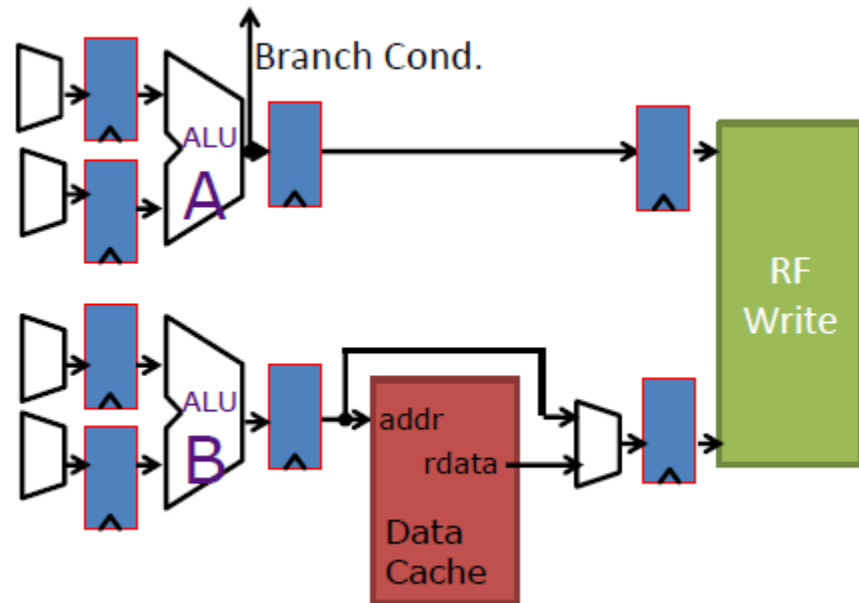 Branch Cond.
ALU
A
RF
Write
ALU
B
addr
rdata
Data
Cache